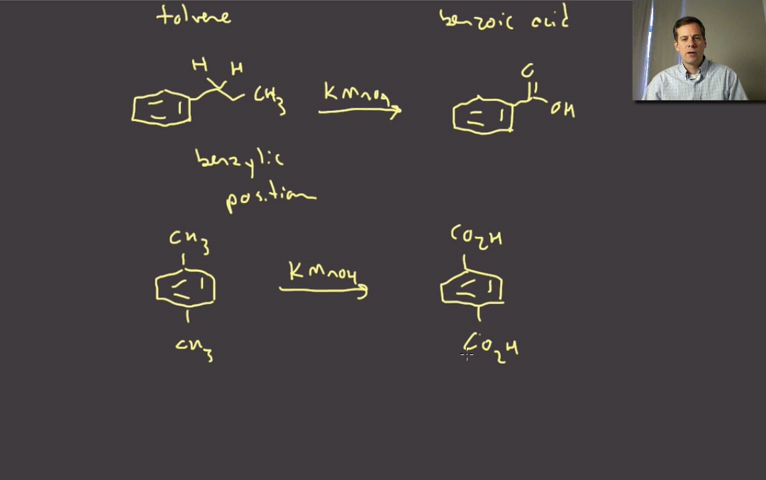 toluene benzoic acid
H H O
CH3 KMnO4 OH
benzylic
position
CH3 CO2H
KMnO4
CH3 CO2H